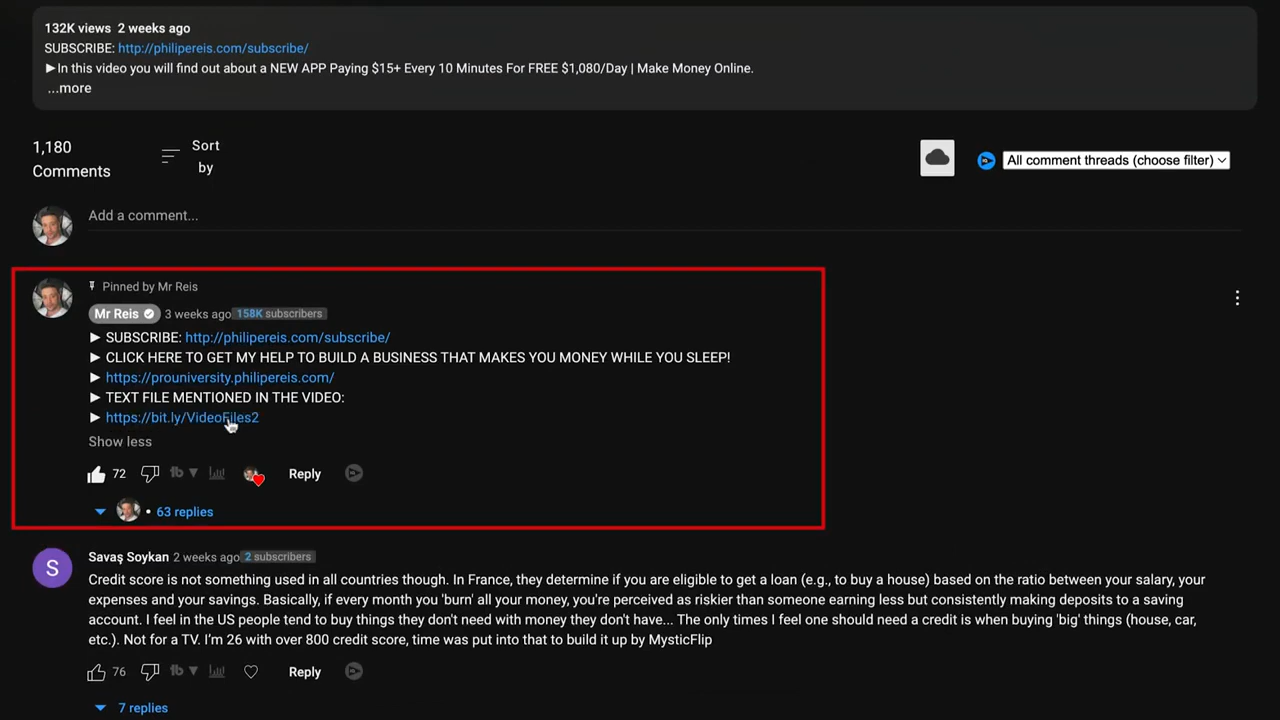 132K views 2 weeks ago
SUBSCRIBE: http://philipereis.com/subscribe/
►In this video you will find out about a NEW APP Paying $15+ Every 10 Minutes For FREE $1,080/Day | Make Money Online.
...more
1,180
Comments
Sort
by
All comment threads (choose filter)
Add a comment...
Pinned by Mr Reis
Mr Reis 3 weeks ago 158K subscribers
► SUBSCRIBE: http://philipereis.com/subscribe/
► CLICK HERE TO GET MY HELP TO BUILD A BUSINESS THAT MAKES YOU MONEY WHILE YOU SLEEP!
► https://prouniversity.philipereis.com/
► TEXT FILE MENTIONED IN THE VIDEO:
► https://bit.ly/VideoFiles2
Show less
72 Reply
• 63 replies
S
Savaş Soykan 2 weeks ago 2 subscribers
Credit score is not something used in all countries though. In France, they determine if you are eligible to get a loan (e.g., to buy a house) based on the ratio between your salary, your
expenses and your savings. Basically, if every month you 'burn' all your money, you're perceived as riskier than someone earning less but consistently making deposits to a saving
account. I feel in the US people tend to buy things they don't need with money they don't have... The only times I feel one should need a credit is when buying 'big' things (house, car,
etc.). Not for a TV. I'm 26 with over 800 credit score, time was put into that to build it up by MysticFlip
76 Reply
7 replies